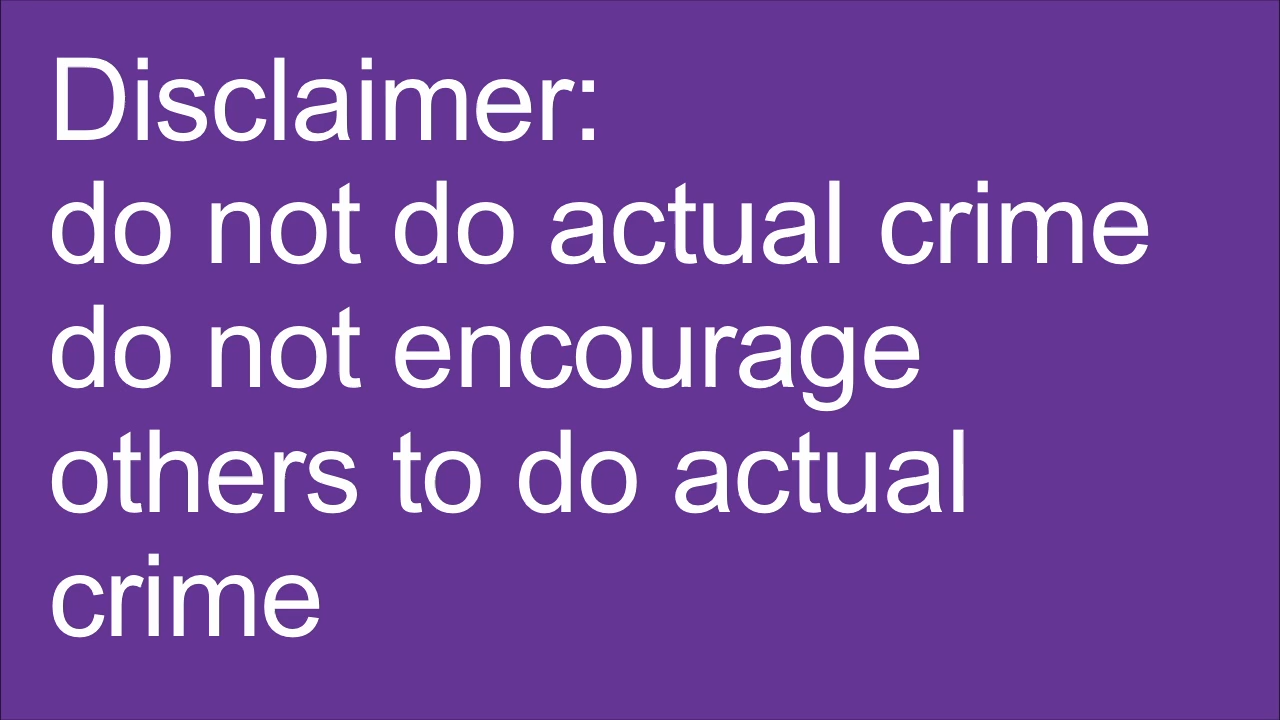 Disclaimer:
do not do actual crime
do not encourage
others to do actual
crime